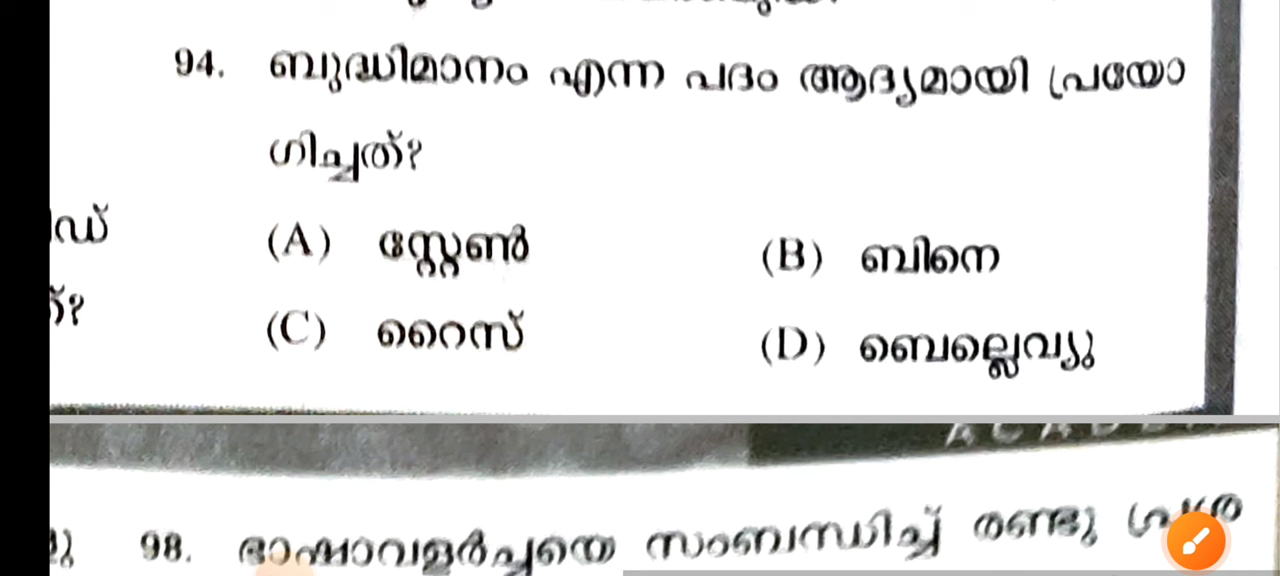 94. ബുദ്ധിമാനം എന്ന പദം ആദ്യമായി പ്രയോ
ഗിച്ചത്?
(A) സ്റ്റേൺ (B) ബിനെ
(C) റൈസ് (D) ബെല്ലെവ്യു
98. ഭാഷാവളർച്ചയെ സംബന്ധിച്ച് രണ്ടു